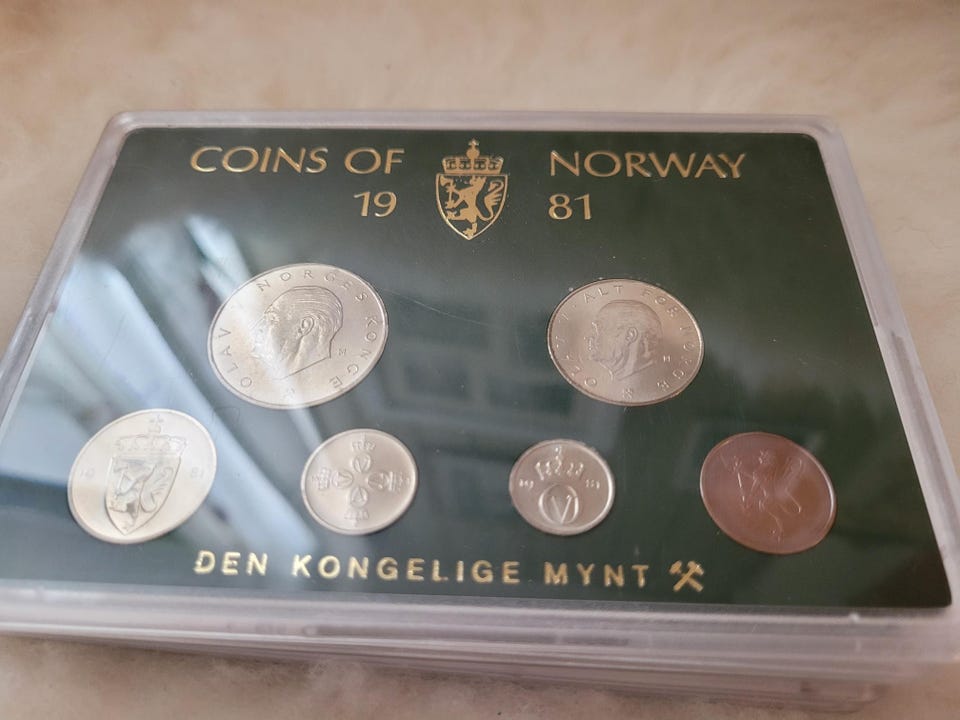 COINS OF NORWAY
19 81
OLAV V NORGES KONGE
M
OLAV V ALT FOR NORGE
DEN KONGELIGE MYNT